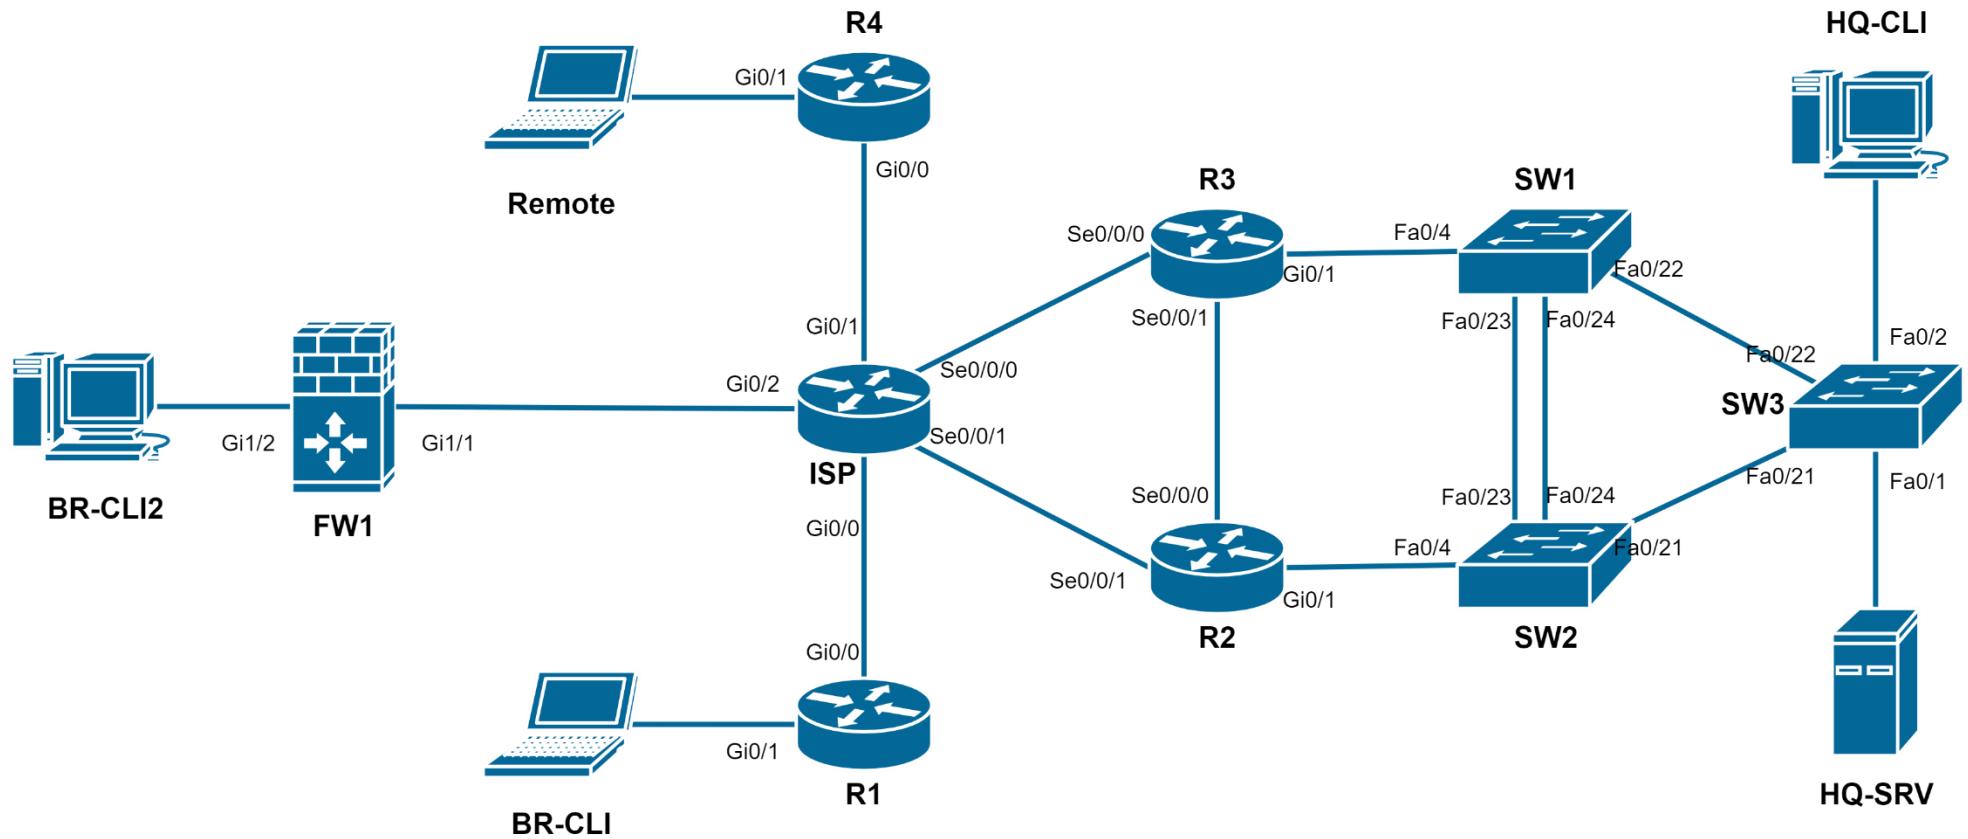 R4
HQ-CLI
Gi0/1
Gi0/0
Remote
R3
SW1
Se0/0/0
Fa0/4
Gi0/1
Fa0/22
Se0/0/1
Fa0/23
Fa0/24
Gi0/1
Fa0/2
Fa0/22
Se0/0/0
Gi0/2
SW3
Se0/0/1
Gi1/2
Gi1/1
ISP
Fa0/21
Fa0/1
BR-CLI2
FW1
Se0/0/0
Fa0/23
Fa0/24
Gi0/0
Fa0/4
Fa0/21
Se0/0/1
Gi0/1
R2
SW2
Gi0/0
Gi0/1
R1
HQ-SRV
BR-CLI